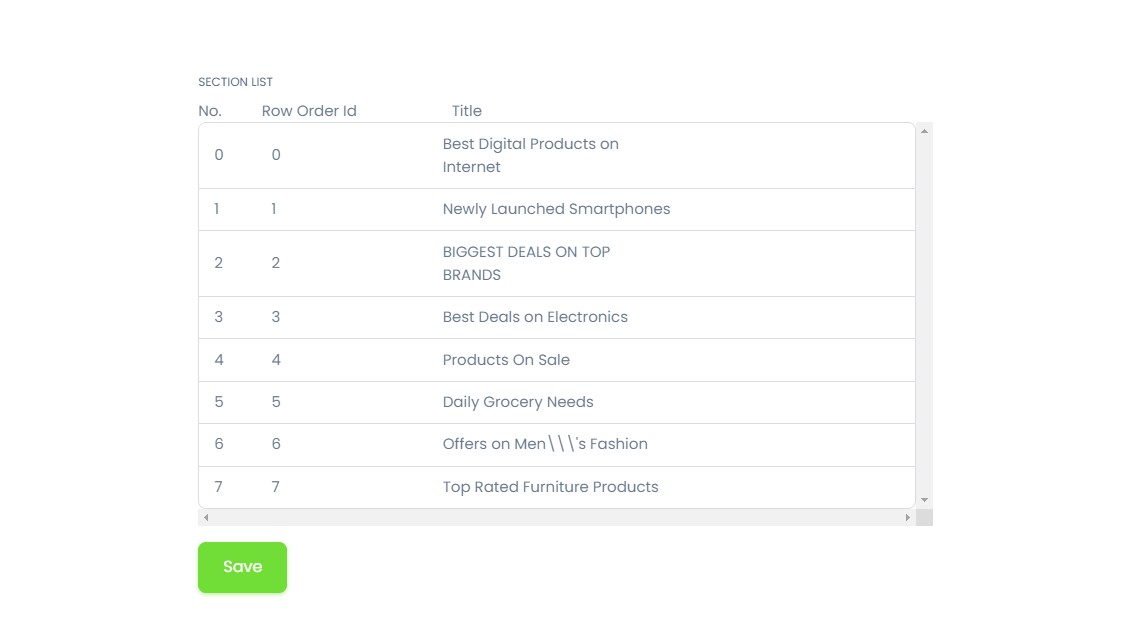 SECTION LIST
No. Row Order Id Title
0 0 Best Digital Products on
Internet
1 1 Newly Launched Smartphones
2 2 BIGGEST DEALS ON TOP
BRANDS
3 3 Best Deals on Electronics
4 4 Products On Sale
5 5 Daily Grocery Needs
6 6 Offers on Men\\\'s Fashion
7 7 Top Rated Furniture Products
Save